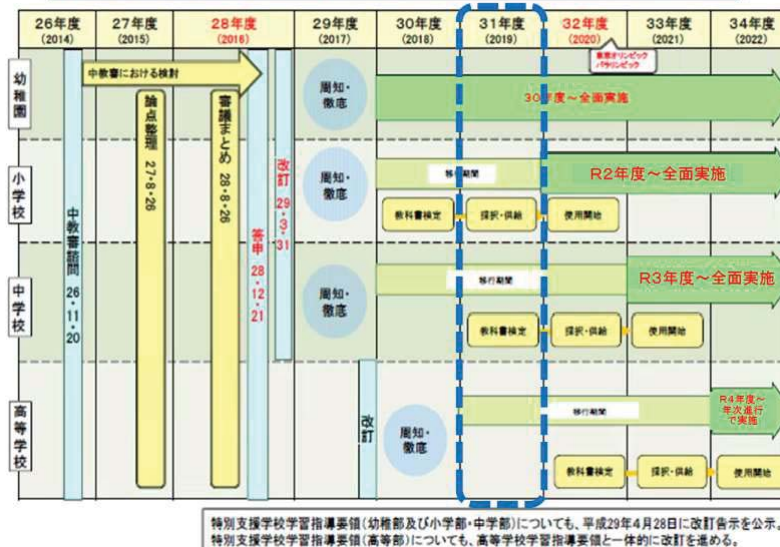 26年度 27年度 28年度 29年度 30年度 31年度 32年度 33年度 34年度
(2014) (2015) (2016) (2017) (2018) (2019) (2020) (2021) (2022)
東京オリンピック
パラリンピック
幼稚園
中教審における検討
周知・
徹底
30年度～全面実施
小学校
中教審諮問 26・11・20
論点整理 27・8・26
審議まとめ 28・8・26
答申 28・12・21
改訂・29・3・31
周知・
徹底
移行期間
R2年度～全面実施
教科書検定 採択・供給 使用開始
中学校
周知・
徹底
移行期間
R3年度～全面実施
教科書検定 採択・供給 使用開始
高等学校
改訂
周知・
徹底
移行期間
R4年度～
年次進行
で実施
教科書検定 採択・供給 使用開始
特別支援学校学習指導要領(幼稚部及び小学部・中学部)についても、平成29年4月28日に改訂告示を公示。
特別支援学校学習指導要領(高等部)についても、高等学校学習指導要領と一体的に改訂を進める。